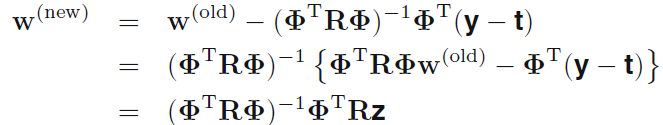 w^(new) = w^(old) − (Φ^T RΦ)^−1 Φ^T (y − t)
= (Φ^T RΦ)^−1 {Φ^T RΦw^(old) − Φ^T (y − t)}
= (Φ^T RΦ)^−1 Φ^T Rz